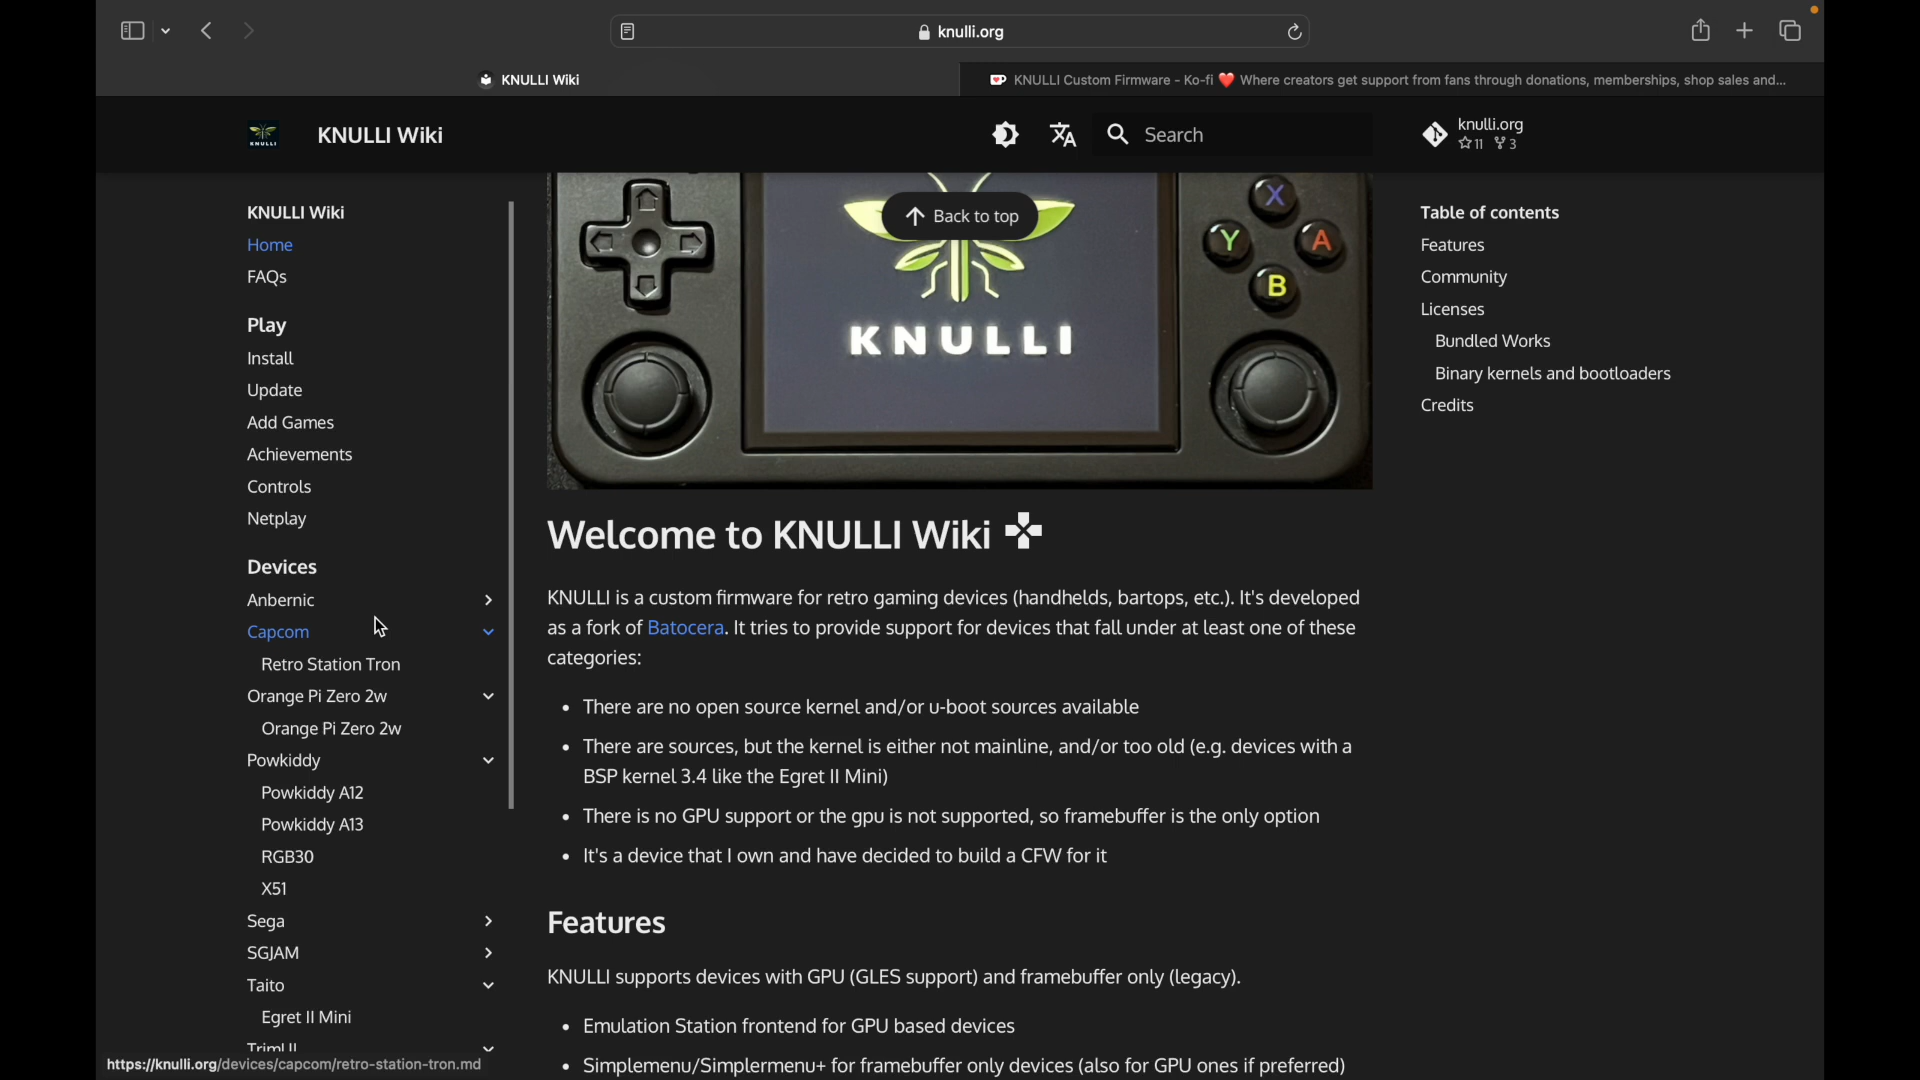 knulli.org
KNULLI Wiki
KNULLI Custom Firmware - Ko-fi ❤️ Where creators get support from fans through donations, memberships, shop sales and...
KNULLI
KNULLI Wiki
Search
knulli.org
11 3
KNULLI Wiki
Home
FAQs
Play
Install
Update
Add Games
Achievements
Controls
Netplay
Devices
Anbernic
Capcom
Retro Station Tron
Orange Pi Zero 2w
Orange Pi Zero 2w
Powkiddy
Powkiddy A12
Powkiddy A13
RGB30
X51
Sega
SGJAM
Taito
Egret II Mini
TrimUI
https://knulli.org/devices/capcom/retro-station-tron.md
Back to top
X
Y
A
B
KNULLI
Welcome to KNULLI Wiki
KNULLI is a custom firmware for retro gaming devices (handhelds, bartops, etc.). It's developed
as a fork of Batocera. It tries to provide support for devices that fall under at least one of these
categories:
• There are no open source kernel and/or u-boot sources available
• There are sources, but the kernel is either not mainline, and/or too old (e.g. devices with a
BSP kernel 3.4 like the Egret II Mini)
• There is no GPU support or the gpu is not supported, so framebuffer is the only option
• It's a device that I own and have decided to build a CFW for it
Features
KNULLI supports devices with GPU (GLES support) and framebuffer only (legacy).
• Emulation Station frontend for GPU based devices
• Simplemenu/Simplermenu+ for framebuffer only devices (also for GPU ones if preferred)
Table of contents
Features
Community
Licenses
Bundled Works
Binary kernels and bootloaders
Credits